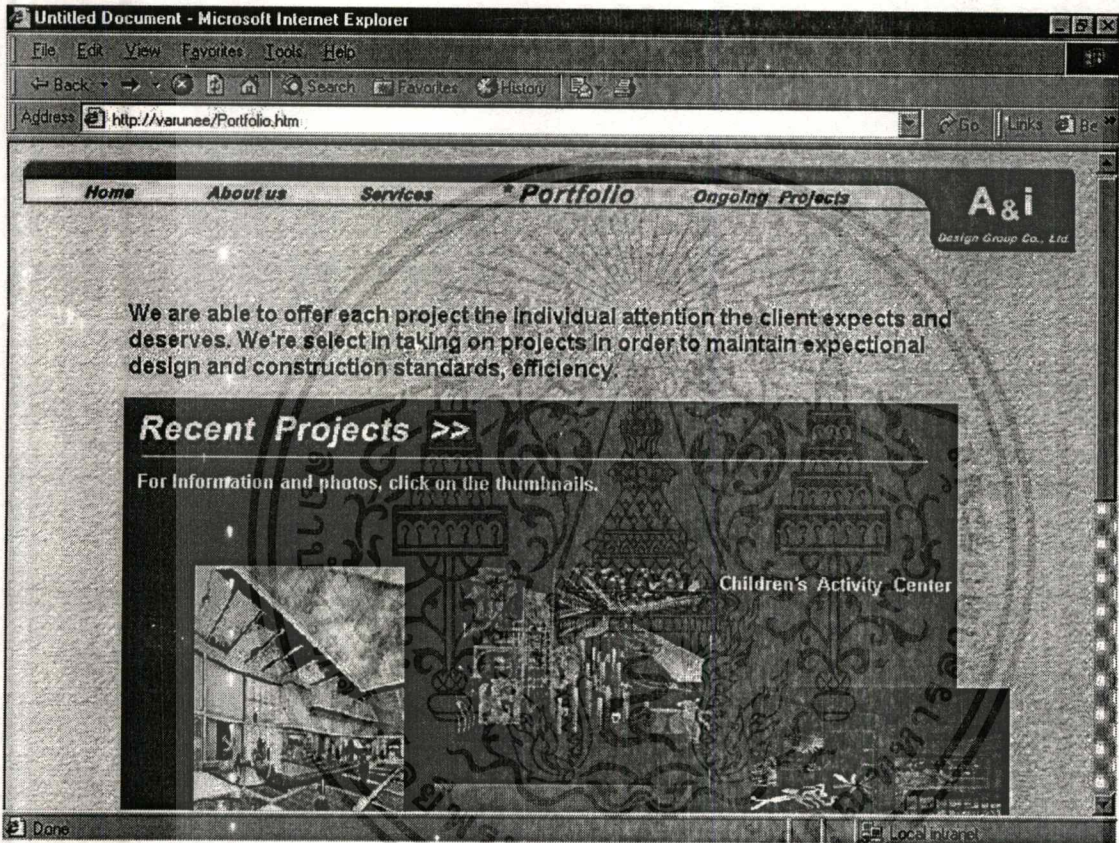 Untitled Document - Microsoft Internet Explorer
File Edit View Favorites Tools Help
Back Search Favorites History
Address http://varunee/Portfolio.htm Go Links Be
Home About us Services * Portfolio Ongoing Projects
A&i
Design Group Co., Ltd.
We are able to offer each project the individual attention the client expects and
deserves. We're select in taking on projects in order to maintain expectional
design and construction standards, efficiency.
Recent Projects >>
For Information and photos, click on the thumbnails.
Children's Activity Center
Done Local intranet